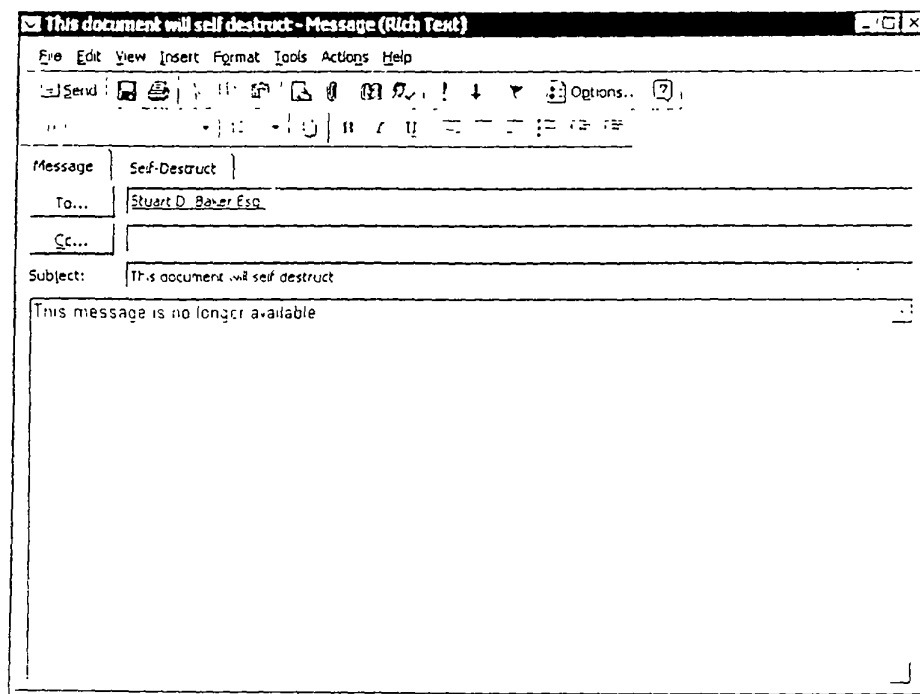 This document will self destruct - Message (Rich Text)
File Edit View Insert Format Tools Actions Help
Send Options..
B I U
Message Self-Destruct
To... Stuart D. Baker Esq.
Cc...
Subject: This document will self destruct
This message is no longer available